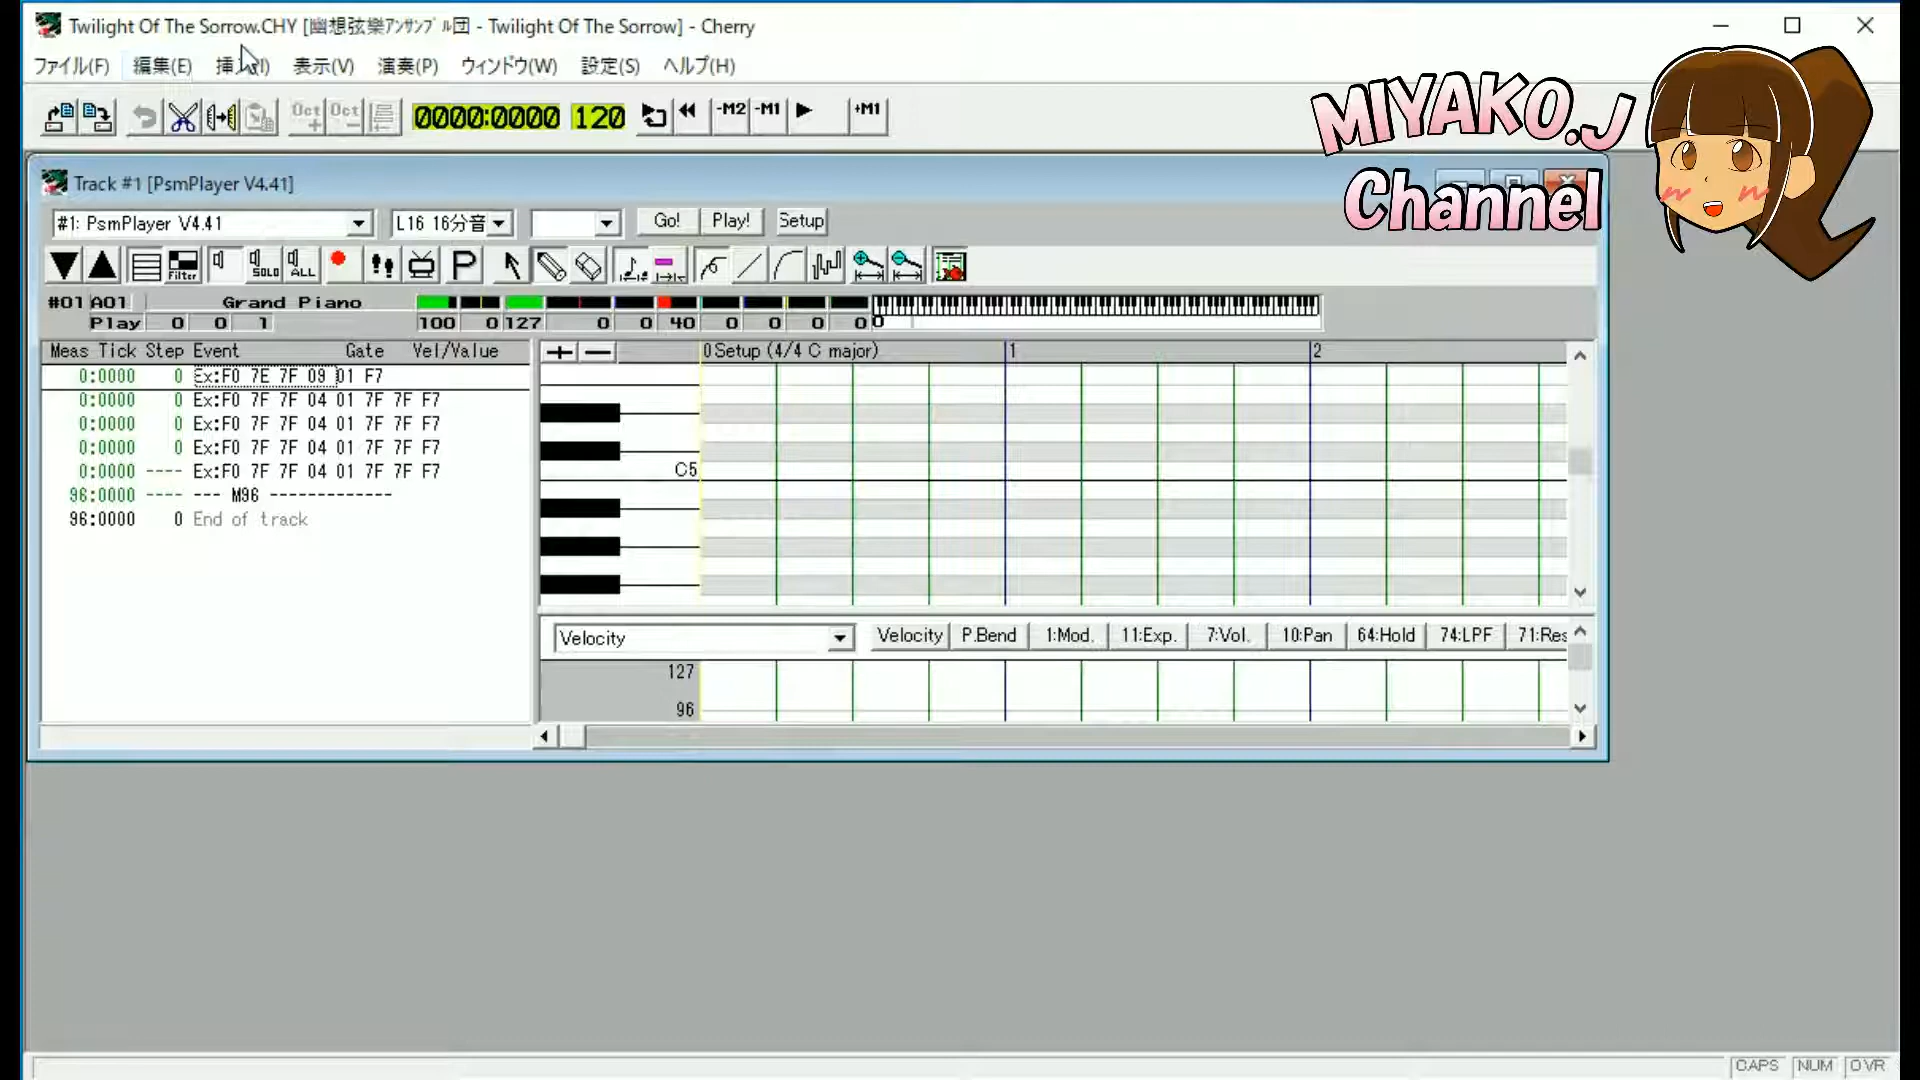 Twilight Of The Sorrow.CHY [幽想弦樂ｱﾝｻﾝﾌﾞﾙ団 - Twilight Of The Sorrow] - Cherry
ファイル(F) 編集(E) 挿入(I) 表示(V) 演奏(P) ウィンドウ(W) 設定(S) ヘルプ(H)
Oct+ Oct- 0000:0000 120 -M2 -M1 +M1
MIYAKO.J
Channel
Track #1 [PsmPlayer V4.41]
#1: PsmPlayer V4.41 L16 16分音 Go! Play! Setup
Filter SOLO ALL P
#01 A01 Grand Piano
Play 0 0 1 100 0 127 0 0 40 0 0 0 0 0
Meas Tick Step Event Gate Vel/Value
0 Setup (4/4 C major) 1 2
0:0000 0 Ex:F0 7E 7F 09 01 F7
0:0000 0 Ex:F0 7F 7F 04 01 7F 7F F7
0:0000 0 Ex:F0 7F 7F 04 01 7F 7F F7
0:0000 0 Ex:F0 7F 7F 04 01 7F 7F F7
0:0000 ---- Ex:F0 7F 7F 04 01 7F 7F F7
96:0000 ---- --- M96 -------------
96:0000 0 End of track
C5
Velocity Velocity P.Bend 1:Mod. 11:Exp. 7:Vol. 10:Pan 64:Hold 74:LPF 71:Res
127
96
CAPS NUM OVR